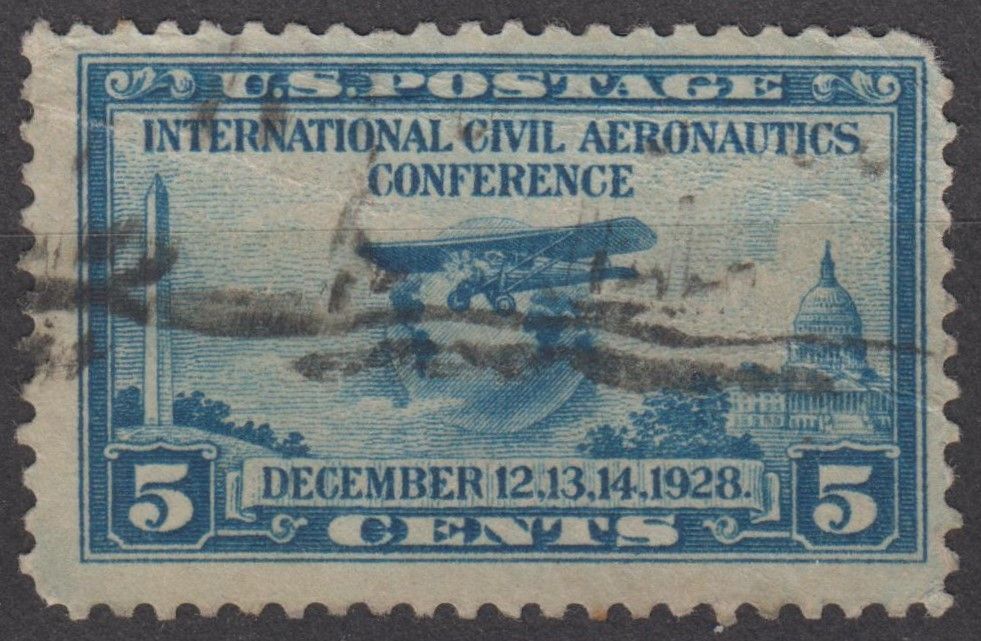 U.S. POSTAGE
INTERNATIONAL CIVIL AERONAUTICS
CONFERENCE
5 DECEMBER 12,13,14,1928. 5
CENTS